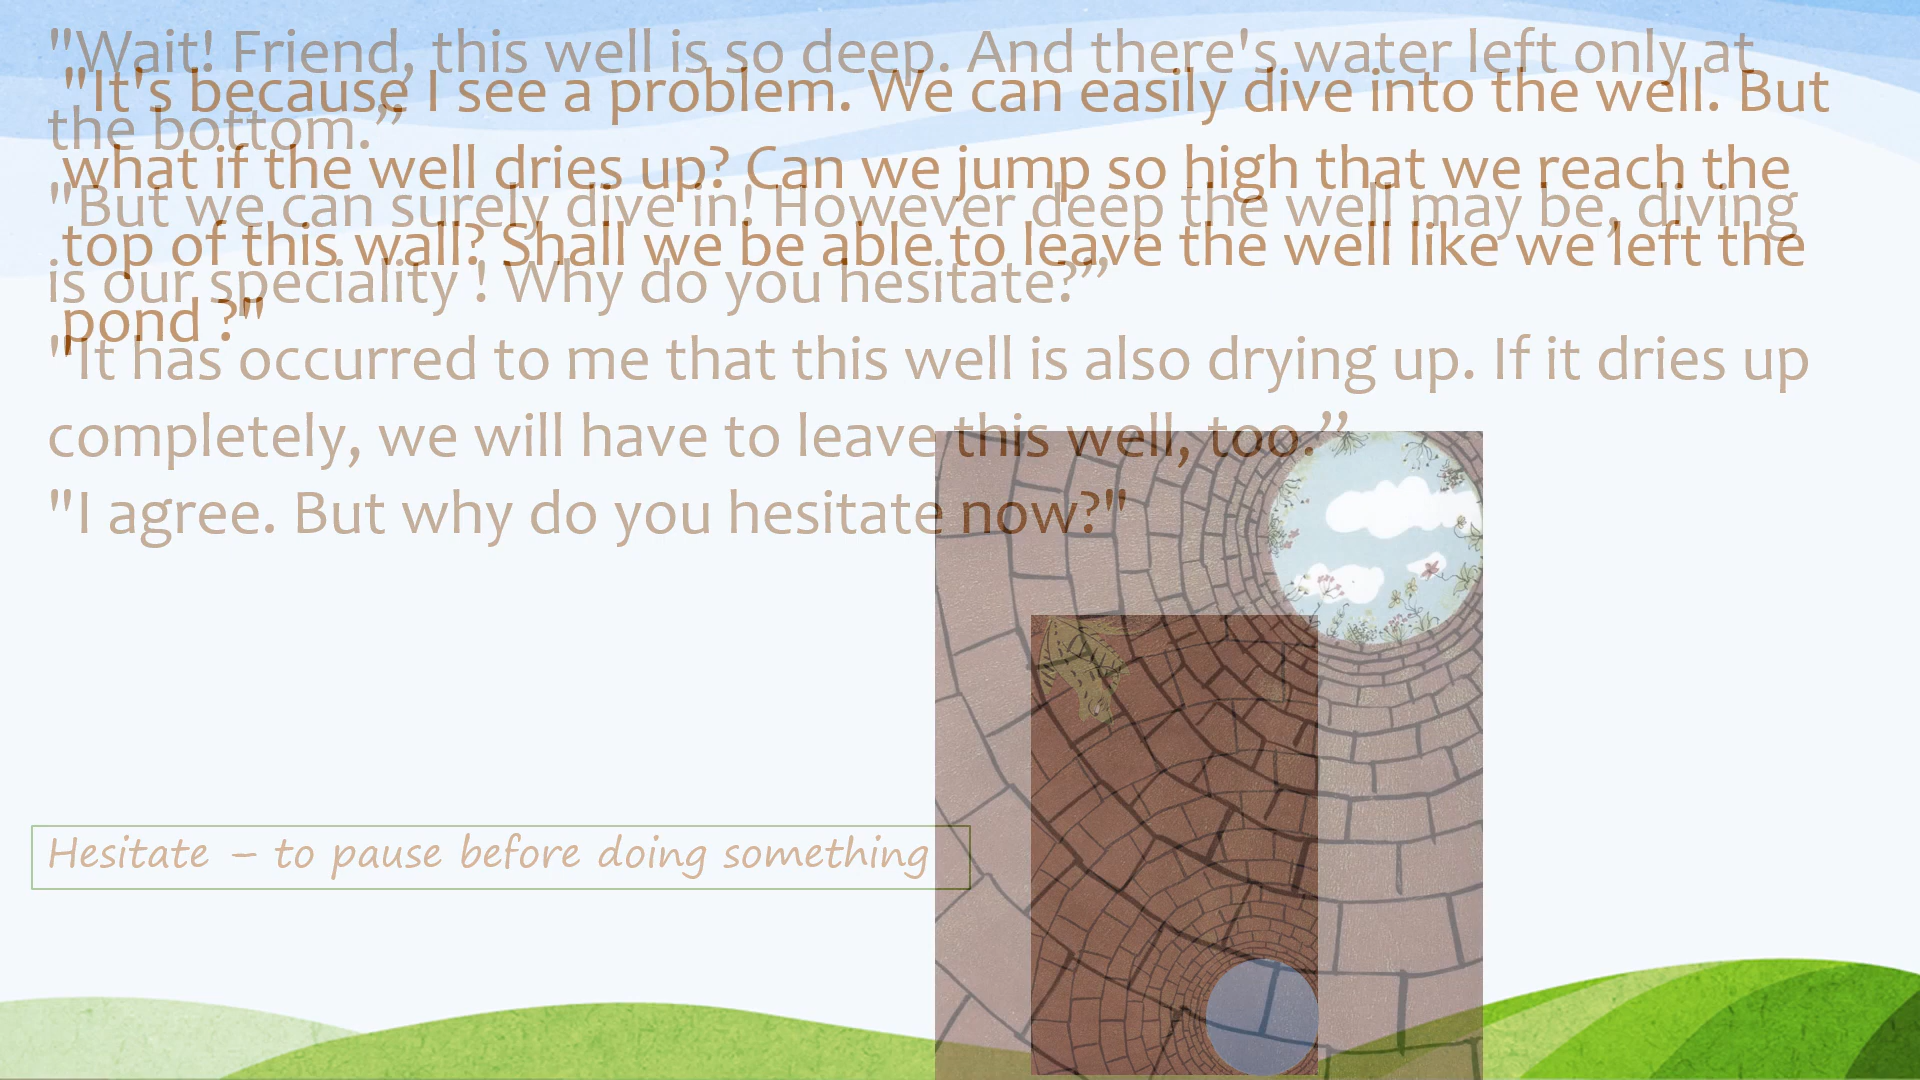 "Wait! Friend, this well is so deep. And there's water left only at
the bottom.”
"But we can surely dive in! However deep the well may be, diving
is our speciality ! Why do you hesitate?”
"It has occurred to me that this well is also drying up. If it dries up
completely, we will have to leave this well, too.”
"I agree. But why do you hesitate now?"
"It's because I see a problem. We can easily dive into the well. But
what if the well dries up? Can we jump so high that we reach the
top of this wall? Shall we be able to leave the well like we left the
pond ?"
Hesitate – to pause before doing something